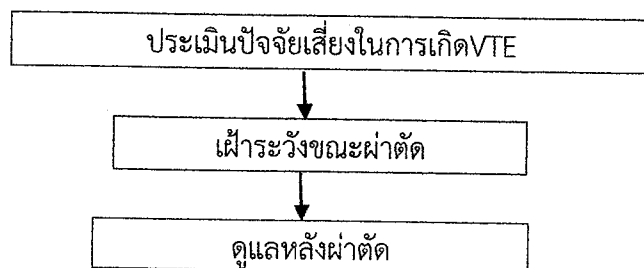 ประเมินปัจจัยเสี่ยงในการเกิดVTE
เฝ้าระวังขณะผ่าตัด
ดูแลหลังผ่าตัด